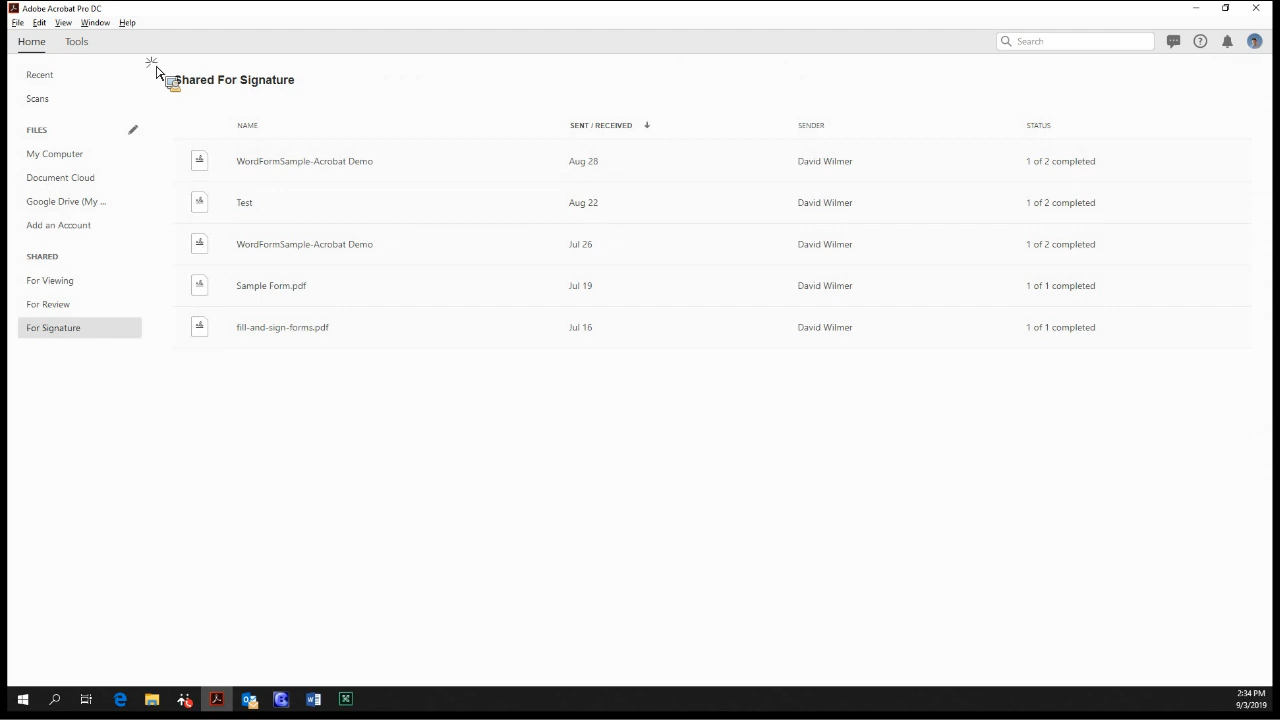 Adobe Acrobat Pro DC
File Edit View Window Help
Home Tools Search
Recent
Scans
FILES
My Computer
Document Cloud
Google Drive (My ...
Add an Account
SHARED
For Viewing
For Review
For Signature
Shared For Signature
NAME SENT / RECEIVED SENDER STATUS
WordFormSample-Acrobat Demo Aug 28 David Wilmer 1 of 2 completed
Test Aug 22 David Wilmer 1 of 2 completed
WordFormSample-Acrobat Demo Jul 26 David Wilmer 1 of 2 completed
Sample Form.pdf Jul 19 David Wilmer 1 of 1 completed
fill-and-sign-forms.pdf Jul 16 David Wilmer 1 of 1 completed
2:34 PM
9/3/2019